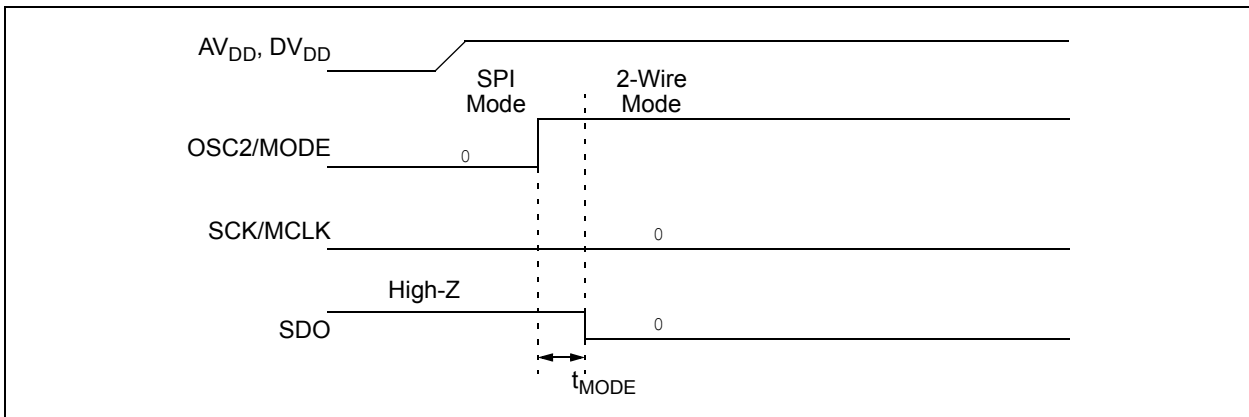 AVDD, DVDD
SPI
Mode
2-Wire
Mode
OSC2/MODE
0
SCK/MCLK
0
High-Z
SDO
0
tMODE